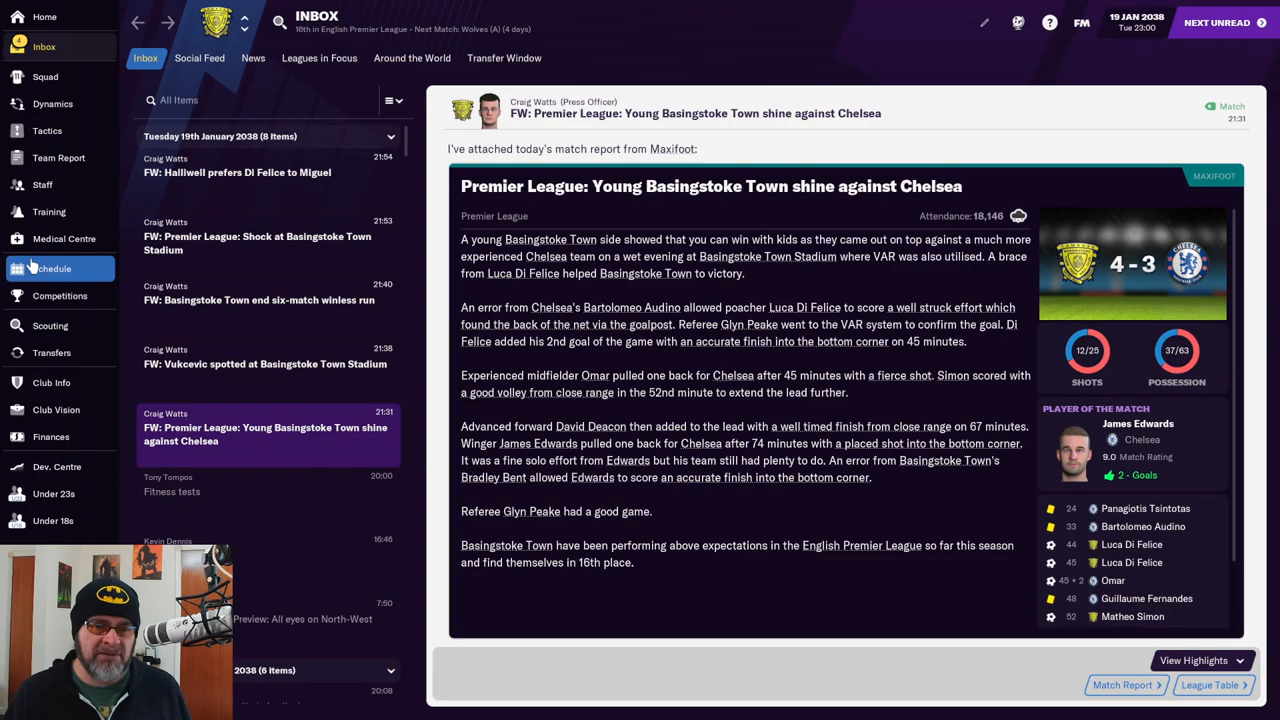 Home
INBOX
16th in English Premier League - Next Match: Wolves (A) (4 days)
FM
19 JAN 2038
Tue 23:00
NEXT UNREAD
4
Inbox
Squad
Dynamics
Tactics
Team Report
Staff
Training
Medical Centre
chedule
Competitions
Scouting
Transfers
Club Info
Club Vision
Finances
Dev. Centre
Under 23s
Under 18s
Inbox
Social Feed
News
Leagues in Focus
Around the World
Transfer Window
All Items
Tuesday 19th January 2038 (8 items)
Craig Watts
21:54
FW: Halliwell prefers Di Felice to Miguel
Craig Watts
21:53
FW: Premier League: Shock at Basingstoke Town
Stadium
Craig Watts
21:40
FW: Basingstoke Town end six-match winless run
Craig Watts
21:38
FW: Vukcevic spotted at Basingstoke Town Stadium
Craig Watts
21:31
FW: Premier League: Young Basingstoke Town shine
against Chelsea
Tony Tompos
20:00
Fitness tests
Kevin Dennis
16:46
7:50
Preview: All eyes on North-West
2038 (6 items)
20:08
Craig Watts (Press Officer)
FW: Premier League: Young Basingstoke Town shine against Chelsea
Match
21:31
I've attached today's match report from Maxifoot:
MAXIFOOT
Premier League: Young Basingstoke Town shine against Chelsea
Premier League
Attendance: 18,146
A young Basingstoke Town side showed that you can win with kids as they came out on top against a much more
experienced Chelsea team on a wet evening at Basingstoke Town Stadium where VAR was also utilised. A brace
from Luca Di Felice helped Basingstoke Town to victory.
An error from Chelsea's Bartolomeo Audino allowed poacher Luca Di Felice to score a well struck effort which
found the back of the net via the goalpost. Referee Glyn Peake went to the VAR system to confirm the goal. Di
Felice added his 2nd goal of the game with an accurate finish into the bottom corner on 45 minutes.
Experienced midfielder Omar pulled one back for Chelsea after 45 minutes with a fierce shot. Simon scored with
a good volley from close range in the 52nd minute to extend the lead further.
Advanced forward David Deacon then added to the lead with a well timed finish from close range on 67 minutes.
Winger James Edwards pulled one back for Chelsea after 74 minutes with a placed shot into the bottom corner.
It was a fine solo effort from Edwards but his team still had plenty to do. An error from Basingstoke Town's
Bradley Bent allowed Edwards to score an accurate finish into the bottom corner.
Referee Glyn Peake had a good game.
Basingstoke Town have been performing above expectations in the English Premier League so far this season
and find themselves in 16th place.
4 - 3
12/25
SHOTS
37/63
POSSESSION
PLAYER OF THE MATCH
James Edwards
Chelsea
9.0 Match Rating
2 - Goals
24 Panagiotis Tsintotas
33 Bartolomeo Audino
44 Luca Di Felice
45 Luca Di Felice
45 + 2 Omar
48 Guillaume Fernandes
52 Matheo Simon
View Highlights
Match Report
League Table